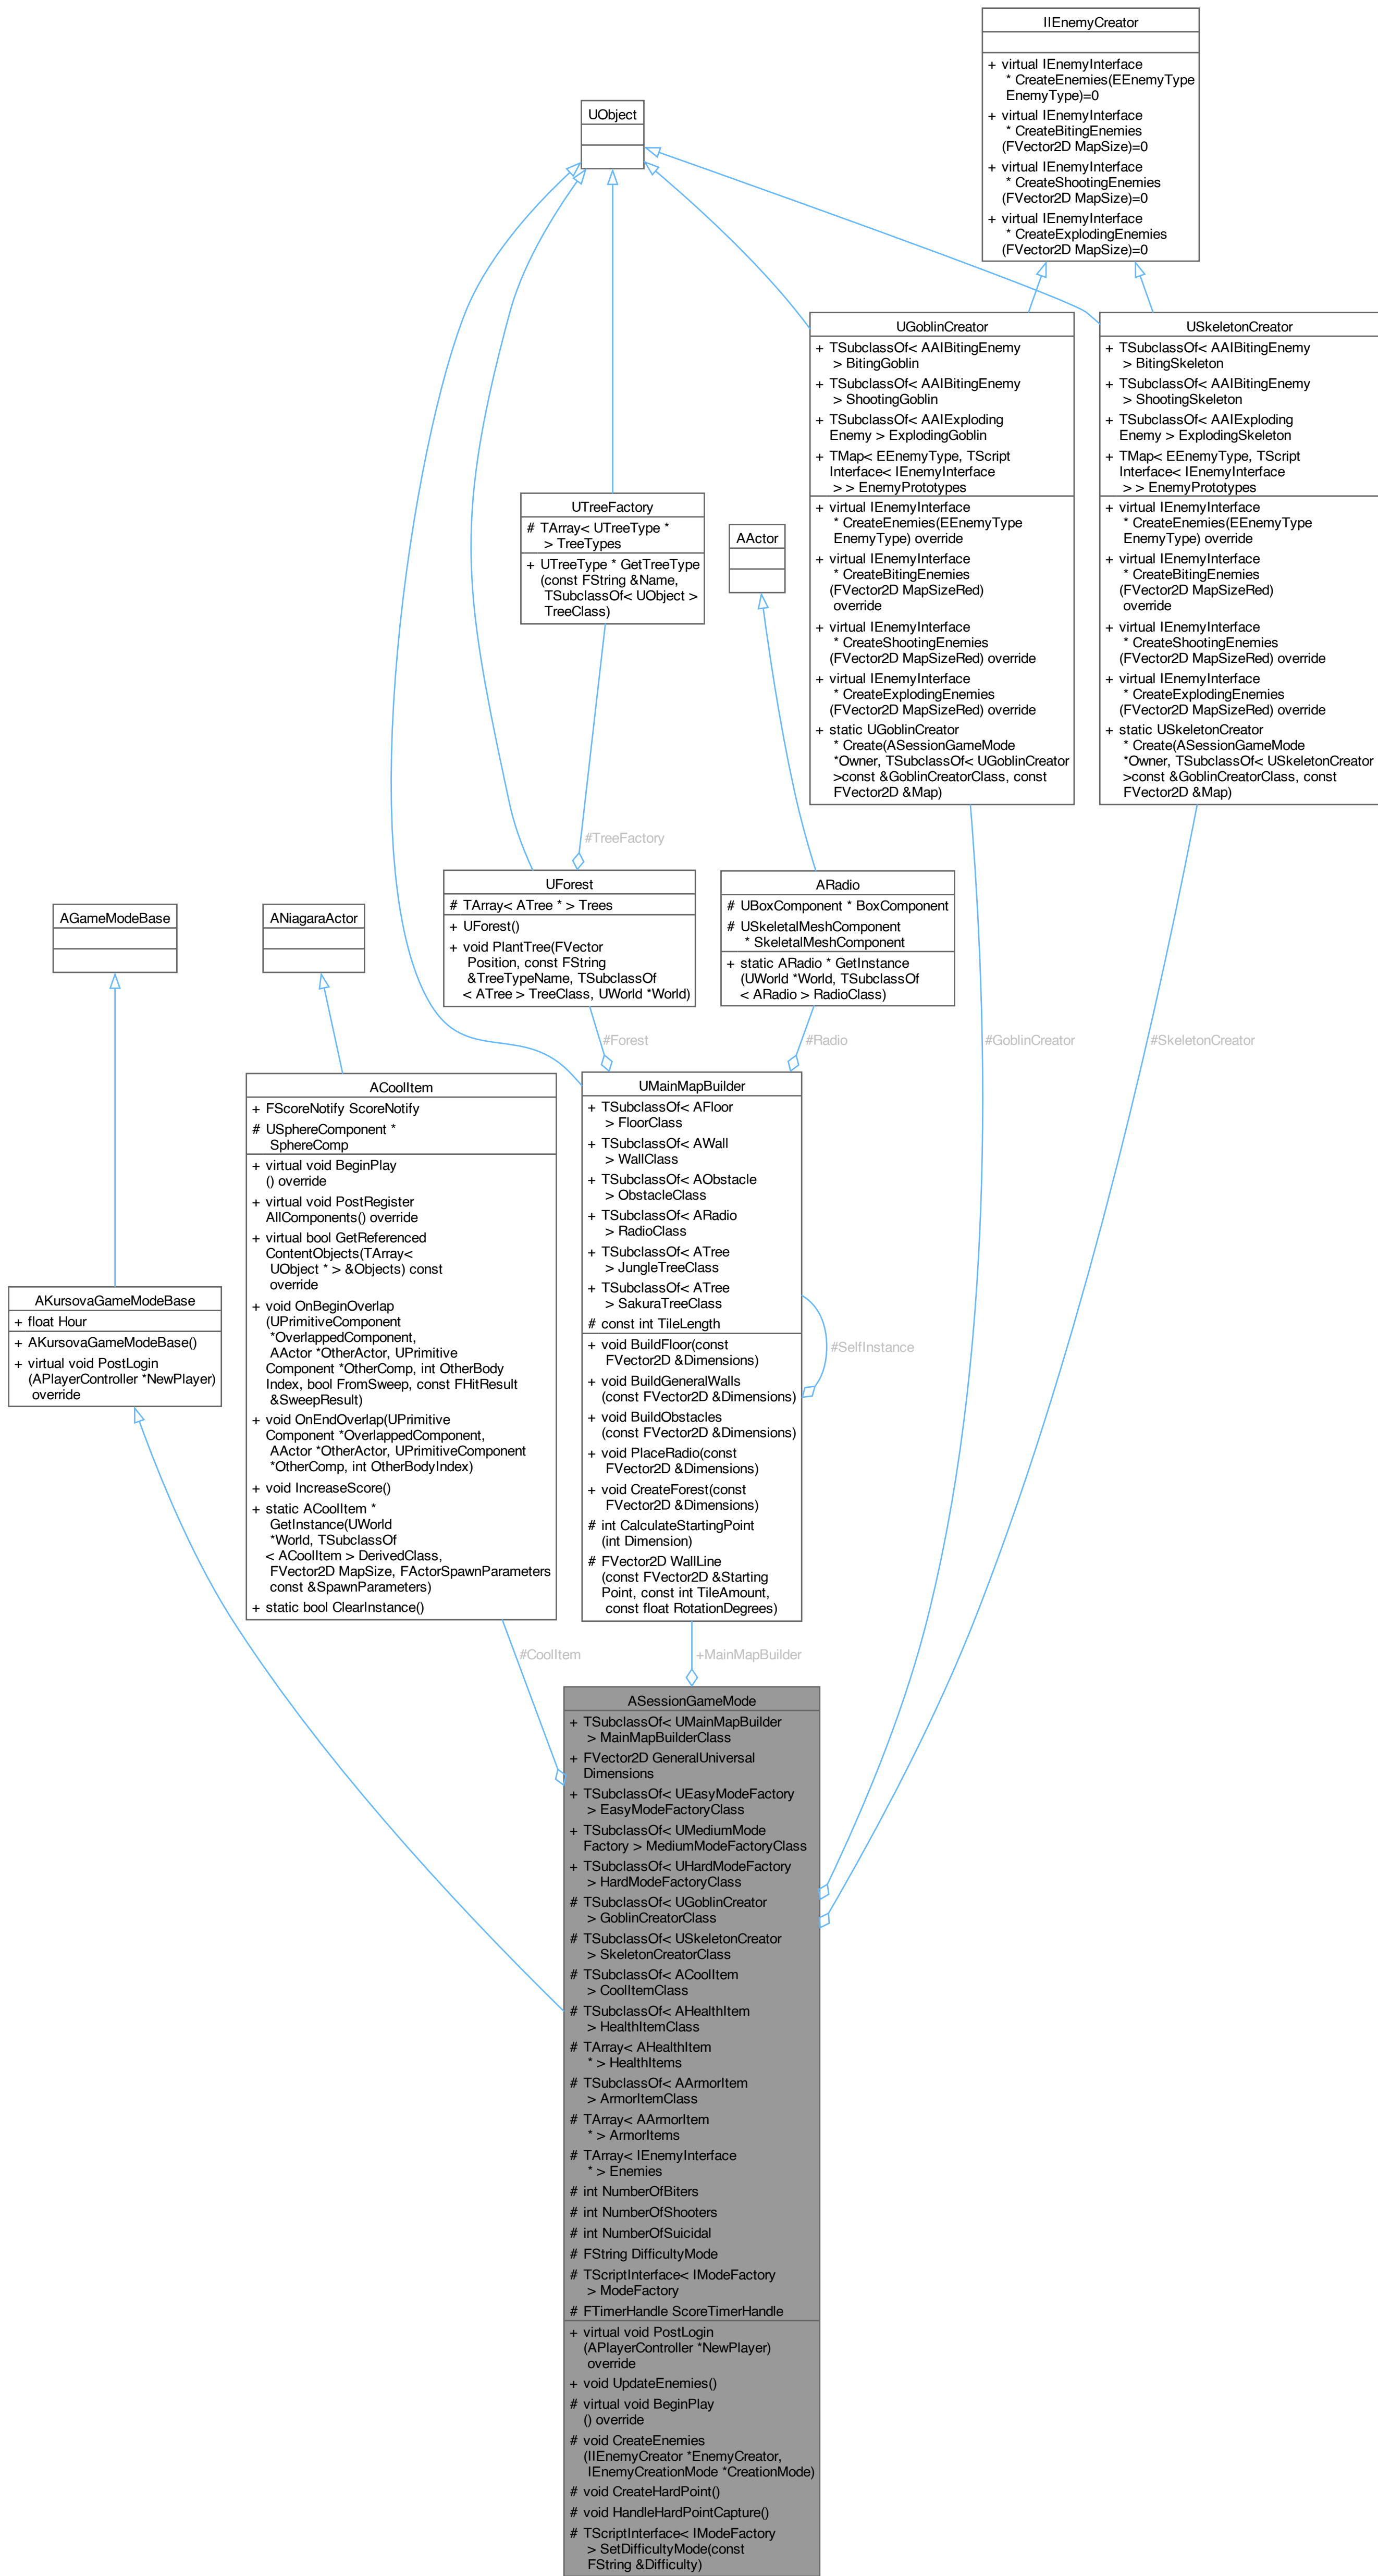 IIEnemyCreator
+ virtual IEnemyInterface
* CreateEnemies(EEnemyType
EnemyType)=0
+ virtual IEnemyInterface
* CreateBitingEnemies
(FVector2D MapSize)=0
+ virtual IEnemyInterface
* CreateShootingEnemies
(FVector2D MapSize)=0
+ virtual IEnemyInterface
* CreateExplodingEnemies
(FVector2D MapSize)=0
UObject
UGoblinCreator
+ TSubclassOf< AAIBitingEnemy
> BitingGoblin
+ TSubclassOf< AAIBitingEnemy
> ShootingGoblin
+ TSubclassOf< AAIExploding
Enemy > ExplodingGoblin
+ TMap< EEnemyType, TScript
Interface< IEnemyInterface
> > EnemyPrototypes
+ virtual IEnemyInterface
* CreateEnemies(EEnemyType
EnemyType) override
+ virtual IEnemyInterface
* CreateBitingEnemies
(FVector2D MapSizeRed)
override
+ virtual IEnemyInterface
* CreateShootingEnemies
(FVector2D MapSizeRed) override
+ virtual IEnemyInterface
* CreateExplodingEnemies
(FVector2D MapSizeRed) override
+ static UGoblinCreator
* Create(ASessionGameMode
*Owner, TSubclassOf< UGoblinCreator
>const &GoblinCreatorClass, const
FVector2D &Map)
USkeletonCreator
+ TSubclassOf< AAIBitingEnemy
> BitingSkeleton
+ TSubclassOf< AAIBitingEnemy
> ShootingSkeleton
+ TSubclassOf< AAIExploding
Enemy > ExplodingSkeleton
+ TMap< EEnemyType, TScript
Interface< IEnemyInterface
> > EnemyPrototypes
+ virtual IEnemyInterface
* CreateEnemies(EEnemyType
EnemyType) override
+ virtual IEnemyInterface
* CreateBitingEnemies
(FVector2D MapSizeRed)
override
+ virtual IEnemyInterface
* CreateShootingEnemies
(FVector2D MapSizeRed) override
+ virtual IEnemyInterface
* CreateExplodingEnemies
(FVector2D MapSizeRed) override
+ static USkeletonCreator
* Create(ASessionGameMode
*Owner, TSubclassOf< USkeletonCreator
>const &GoblinCreatorClass, const
FVector2D &Map)
UTreeFactory
# TArray< UTreeType *
> TreeTypes
+ UTreeType * GetTreeType
(const FString &Name,
TSubclassOf< UObject >
TreeClass)
AActor
#TreeFactory
UForest
# TArray< ATree * > Trees
+ UForest()
+ void PlantTree(FVector
Position, const FString
&TreeTypeName, TSubclassOf
< ATree > TreeClass, UWorld *World)
ARadio
# UBoxComponent * BoxComponent
# USkeletalMeshComponent
* SkeletalMeshComponent
+ static ARadio * GetInstance
(UWorld *World, TSubclassOf
< ARadio > RadioClass)
AGameModeBase
ANiagaraActor
#Forest
#Radio
#GoblinCreator
#SkeletonCreator
ACoolItem
+ FScoreNotify ScoreNotify
# USphereComponent *
SphereComp
+ virtual void BeginPlay
() override
+ virtual void PostRegister
AllComponents() override
+ virtual bool GetReferenced
ContentObjects(TArray<
UObject * > &Objects) const
override
+ void OnBeginOverlap
(UPrimitiveComponent
*OverlappedComponent,
AActor *OtherActor, UPrimitive
Component *OtherComp, int OtherBody
Index, bool FromSweep, const FHitResult
&SweepResult)
+ void OnEndOverlap(UPrimitive
Component *OverlappedComponent,
AActor *OtherActor, UPrimitiveComponent
*OtherComp, int OtherBodyIndex)
+ void IncreaseScore()
+ static ACoolItem *
GetInstance(UWorld
*World, TSubclassOf
< ACoolItem > DerivedClass,
FVector2D MapSize, FActorSpawnParameters
const &SpawnParameters)
+ static bool ClearInstance()
UMainMapBuilder
+ TSubclassOf< AFloor
> FloorClass
+ TSubclassOf< AWall
> WallClass
+ TSubclassOf< AObstacle
> ObstacleClass
+ TSubclassOf< ARadio
> RadioClass
+ TSubclassOf< ATree
> JungleTreeClass
+ TSubclassOf< ATree
> SakuraTreeClass
# const int TileLength
+ void BuildFloor(const
FVector2D &Dimensions)
+ void BuildGeneralWalls
(const FVector2D &Dimensions)
+ void BuildObstacles
(const FVector2D &Dimensions)
+ void PlaceRadio(const
FVector2D &Dimensions)
+ void CreateForest(const
FVector2D &Dimensions)
# int CalculateStartingPoint
(int Dimension)
# FVector2D WallLine
(const FVector2D &Starting
Point, const int TileAmount,
const float RotationDegrees)
#SelfInstance
AKursovaGameModeBase
+ float Hour
+ AKursovaGameModeBase()
+ virtual void PostLogin
(APlayerController *NewPlayer)
override
#CoolItem
+MainMapBuilder
ASessionGameMode
+ TSubclassOf< UMainMapBuilder
> MainMapBuilderClass
+ FVector2D GeneralUniversal
Dimensions
+ TSubclassOf< UEasyModeFactory
> EasyModeFactoryClass
+ TSubclassOf< UMediumMode
Factory > MediumModeFactoryClass
+ TSubclassOf< UHardModeFactory
> HardModeFactoryClass
# TSubclassOf< UGoblinCreator
> GoblinCreatorClass
# TSubclassOf< USkeletonCreator
> SkeletonCreatorClass
# TSubclassOf< ACoolItem
> CoolItemClass
# TSubclassOf< AHealthItem
> HealthItemClass
# TArray< AHealthItem
* > HealthItems
# TSubclassOf< AArmorItem
> ArmorItemClass
# TArray< AArmorItem
* > ArmorItems
# TArray< IEnemyInterface
* > Enemies
# int NumberOfBiters
# int NumberOfShooters
# int NumberOfSuicidal
# FString DifficultyMode
# TScriptInterface< IModeFactory
> ModeFactory
# FTimerHandle ScoreTimerHandle
+ virtual void PostLogin
(APlayerController *NewPlayer)
override
+ void UpdateEnemies()
# virtual void BeginPlay
() override
# void CreateEnemies
(IIEnemyCreator *EnemyCreator,
IEnemyCreationMode *CreationMode)
# void CreateHardPoint()
# void HandleHardPointCapture()
# TScriptInterface< IModeFactory
> SetDifficultyMode(const
FString &Difficulty)